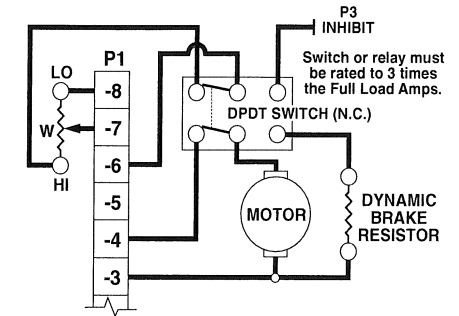 P3
INHIBIT
P1
Switch or relay must
be rated to 3 times
the Full Load Amps.
LO
-8
DPDT SWITCH (N.C.)
W
-7
-6
HI
-5
MOTOR
DYNAMIC
BRAKE
RESISTOR
-4
-3